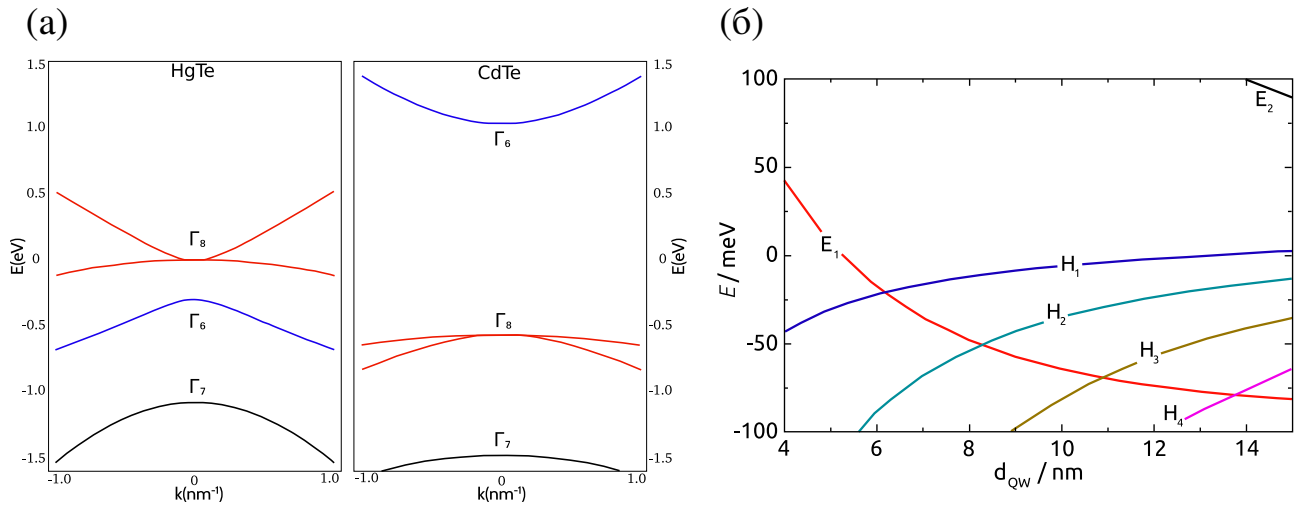 (а)
HgTe
CdTe
1.5
1.0
0.5
0
-0.5
-1.0
-1.5
E(eV)
Γ₈
Γ₆
Γ₇
-1.0
0
1.0
k(nm⁻¹)
Γ₆
Γ₈
Γ₇
1.5
1.0
0.5
0
-0.5
-1.0
-1.5
E(eV)
-1.0
0
1.0
k(nm⁻¹)
(б)
100
50
0
-50
-100
E / meV
E₂
E₁
H₁
H₂
H₃
H₄
4
6
8
10
12
14
d_QW / nm